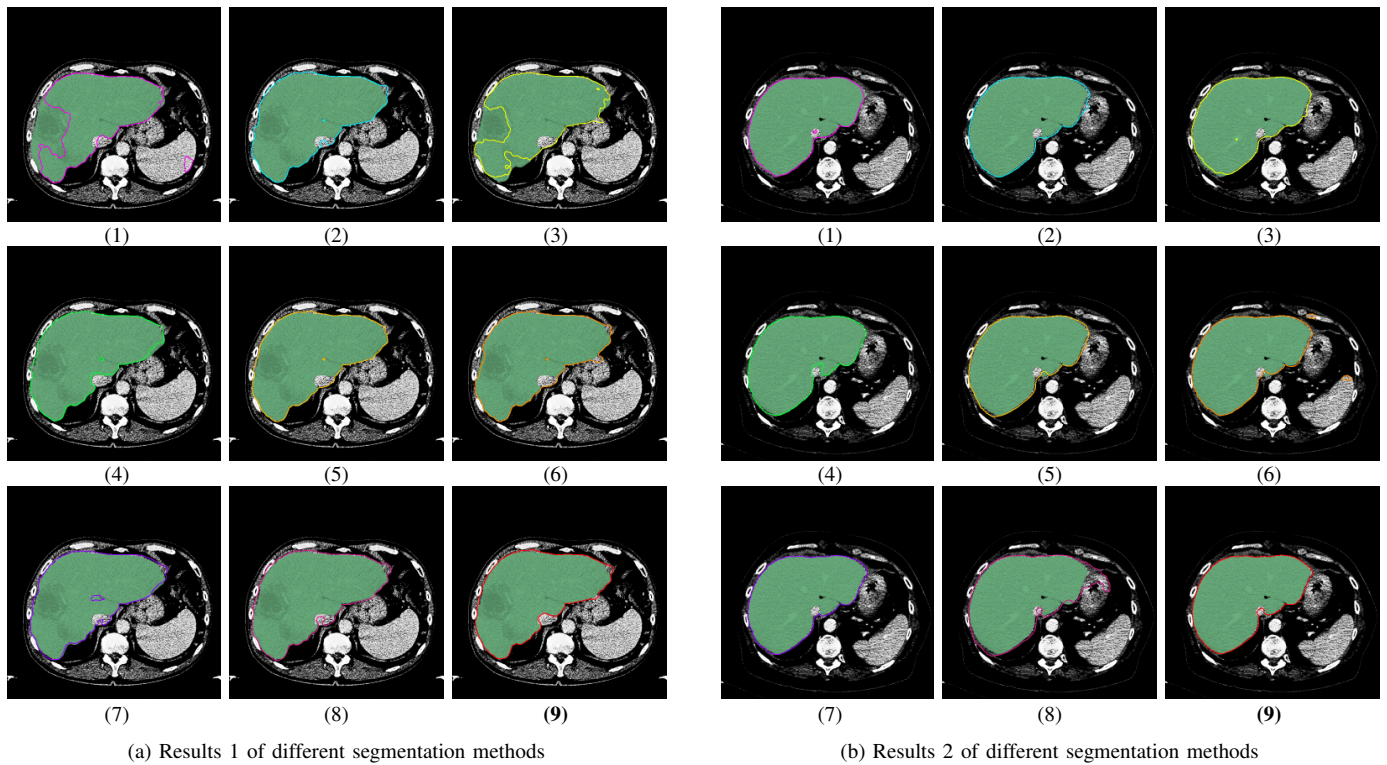 (1) (2) (3) (1) (2) (3)
(4) (5) (6) (4) (5) (6)
(7) (8) (9) (7) (8) (9)
(a) Results 1 of different segmentation methods
(b) Results 2 of different segmentation methods